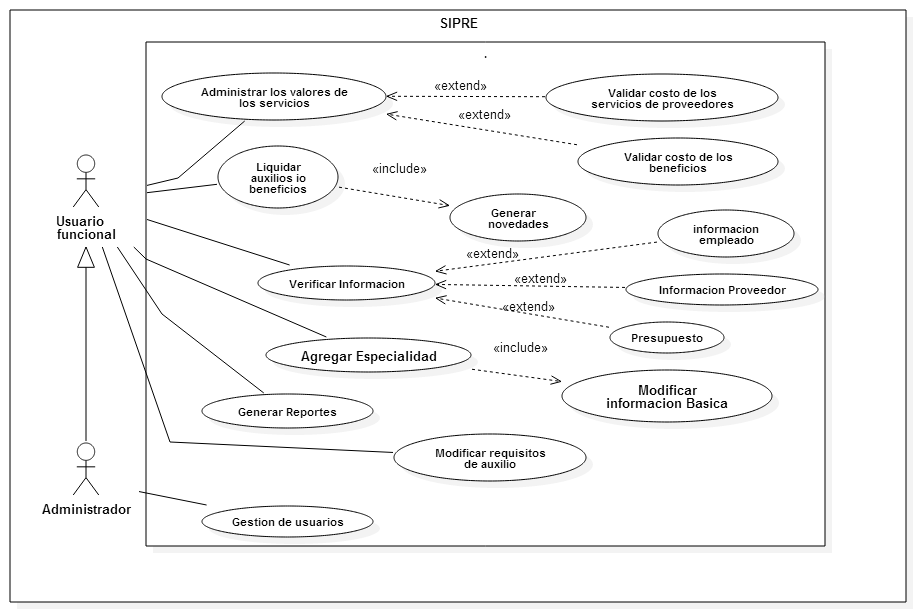 SIPRE
Administrar los valores de
los servicios
«extend»
Validar costo de los
servicios de proveedores
«extend»
Validar costo de los
beneficios
Liquidar
auxilios io
beneficios
«include»
Generar
novedades
Usuario
funcional
informacion
empleado
«extend»
Verificar Informacion
«extend»
Informacion Proveedor
«extend»
Presupuesto
Agregar Especialidad
«include»
Modificar
informacion Basica
Generar Reportes
Modificar requisitos
de auxilio
Administrador
Gestion de usuarios